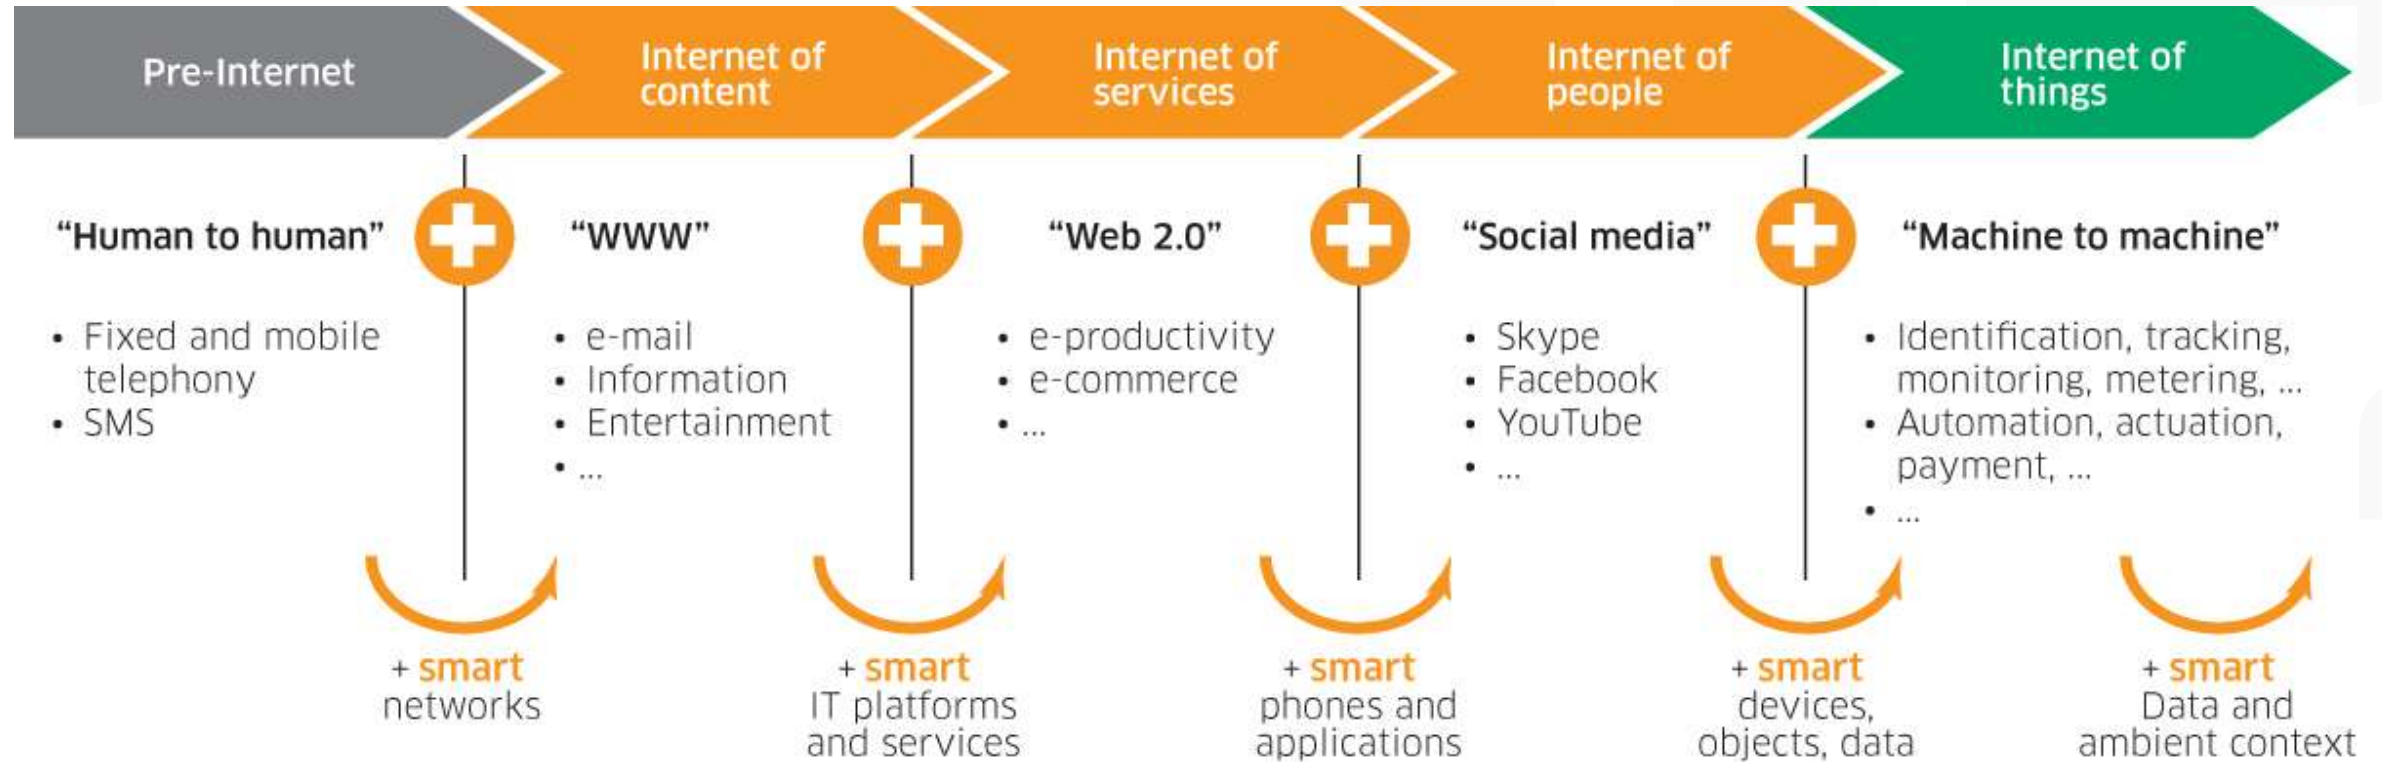 Pre-Internet
Internet of
content
Internet of
services
Internet of
people
Internet of
things
“Human to human”
“WWW”
“Web 2.0”
“Social media”
“Machine to machine”
• Fixed and mobile
telephony
• SMS
• e-mail
• Information
• Entertainment
• ...
• e-productivity
• e-commerce
• ...
• Skype
• Facebook
• YouTube
• ...
• Identification, tracking,
monitoring, metering, ...
• Automation, actuation,
payment, ...
• ...
+ smart
networks
+ smart
IT platforms
and services
+ smart
phones and
applications
+ smart
devices,
objects, data
+ smart
Data and
ambient context